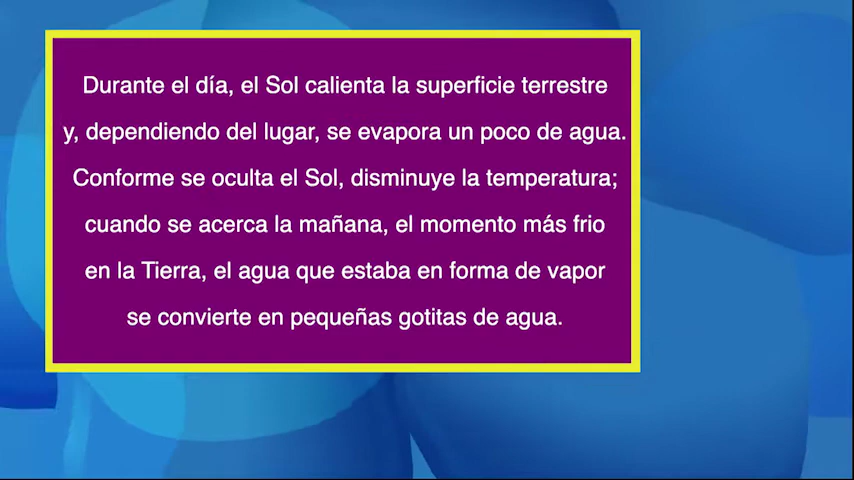 Durante el día, el Sol calienta la superficie terrestre
y, dependiendo del lugar, se evapora un poco de agua.
Conforme se oculta el Sol, disminuye la temperatura;
cuando se acerca la mañana, el momento más frio
en la Tierra, el agua que estaba en forma de vapor
se convierte en pequeñas gotitas de agua.